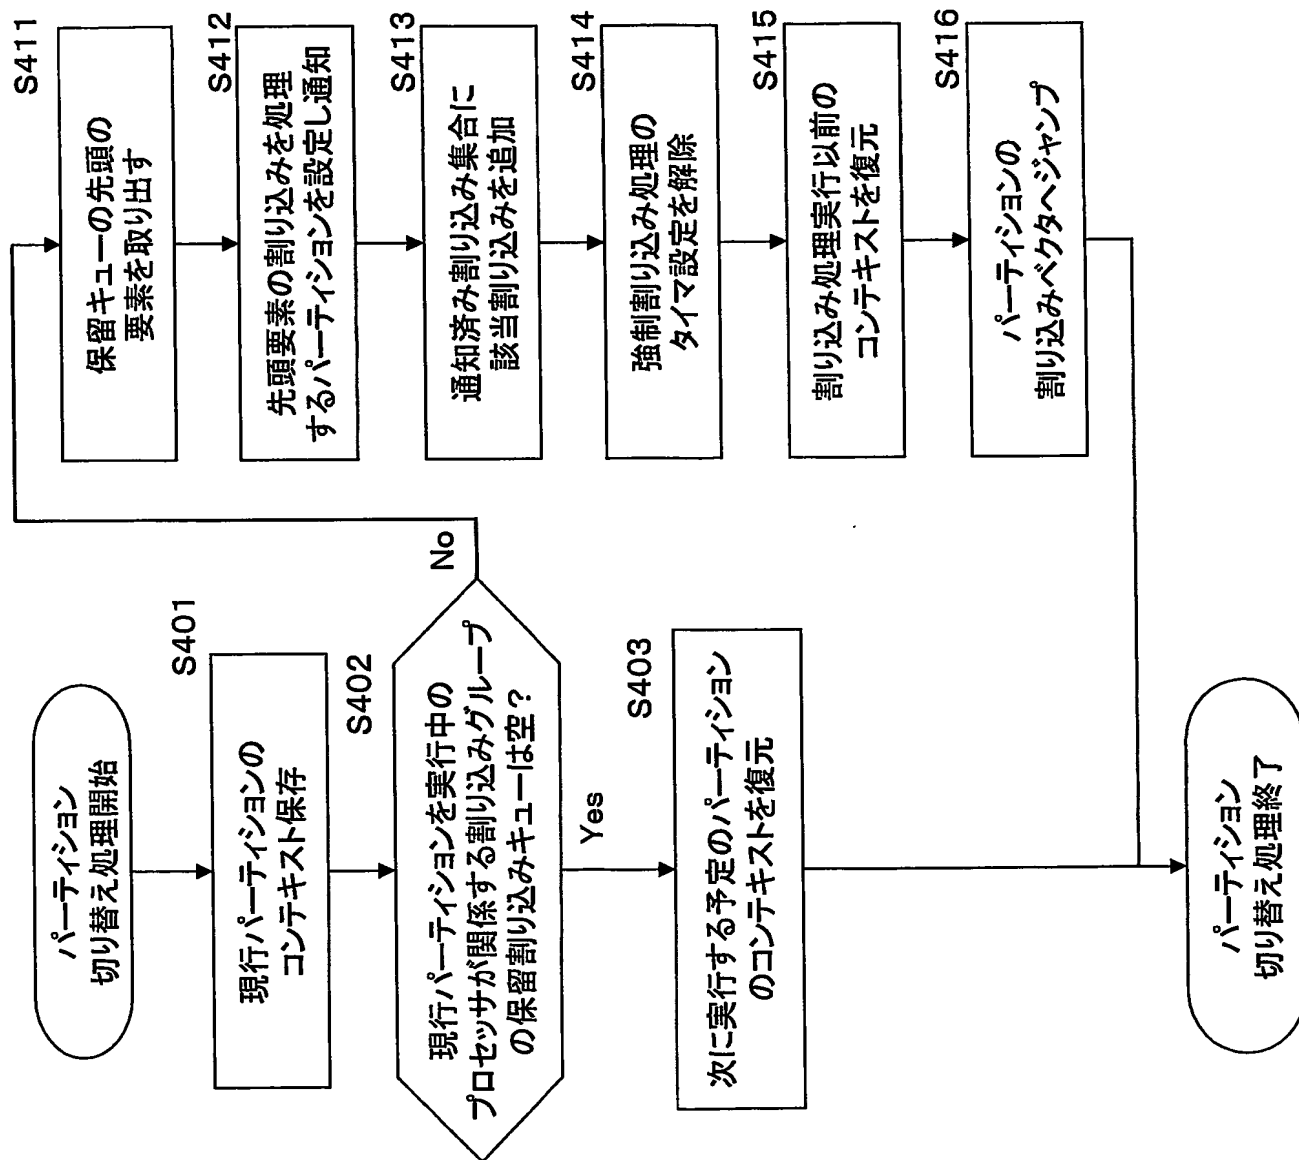 パーティション
切り替え処理開始
S401
現行パーティションの
コンテキスト保存
S402
現行パーティションを実行中の
プロセッサが関係する割り込みグループ
の保留割り込みキューは空？
Yes
No
S403
次に実行する予定のパーティション
のコンテキストを復元
S411
保留キューの先頭の
要素を取り出す
S412
先頭要素の割り込みを処理
するパーティションを設定し通知
S413
通知済み割り込み集合に
該当割り込みを追加
S414
強制割り込み処理の
タイマ設定を解除
S415
割り込み処理実行以前の
コンテキストを復元
S416
パーティションの
割り込みベクタへジャンプ
パーティション
切り替え処理終了